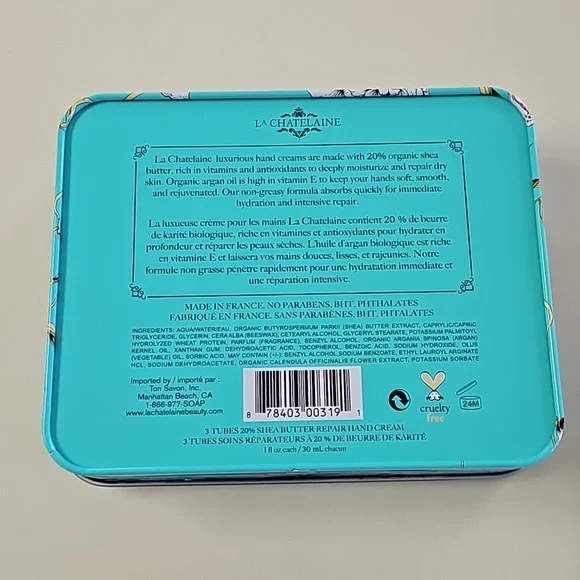 LA CHATELAINE
La Chatelaine luxurious hand creams are made with 20% organic shea
butter, rich in vitamins and antioxidants to deeply moisturize and repair dry
skin. Organic argan oil is high in vitamin E to keep your hands soft, smooth,
and rejuvenated. Our non-greasy formula absorbs quickly for immediate
hydration and intensive repair.
La luxueuse crème pour les mains La Chatelaine contient 20 % de beurre
de karité biologique, riche en vitamines et antioxydants pour hydrater en
profondeur et réparer les peaux sèches. L'huile d'argan biologique est riche
en vitamine E et laissera vos mains douces, lisses, et rajeunies. Notre
formule non grasse pénètre rapidement pour une hydratation immédiate et
une réparation intensive.
MADE IN FRANCE. NO PARABENS, BHT, PHTHALATES
FABRIQUÉ EN FRANCE. SANS PARABÈNES, BHT, PHTALATES
INGREDIENTS: AQUA/WATER/EAU, ORGANIC BUTYROSPERMUM PARKII (SHEA) BUTTER EXTRACT, CAPRYLIC/CAPRIC
TRIGLYCERIDE, GLYCERIN, CERA ALBA (BEESWAX), CETEARYL ALCOHOL, GLYCERYL STEARATE, POTASSIUM PALMITOYL
HYDROLYZED WHEAT PROTEIN, PARFUM (FRAGRANCE), BENZYL ALCOHOL, ORGANIC ARGANIA SPINOSA (ARGAN)
KERNEL OIL, XANTHAN GUM, DEHYDROACETIC ACID, TOCOPHEROL, BENZOIC ACID, SODIUM HYDROXIDE, OLUS
(VEGETABLE) OIL, SORBIC ACID, MAY CONTAIN (+/-): BENZYL ALCOHOL, SODIUM BENZOATE, ETHYL LAUROYL ARGINATE
HCL, SODIUM DEHYDROACETATE, ORGANIC CALENDULA OFFICINALIS FLOWER EXTRACT, POTASSIUM SORBATE
Imported by / importé par :
Ton Savon, Inc.
Manhattan Beach, CA
1-866-977-SOAP
www.lachatelainebeauty.com
8 78403 00319 1
cruelty
free
24M
3 TUBES 20% SHEA BUTTER REPAIR HAND CREAM
3 TUBES SOINS RÉPARATEURS À 20 % DE BEURRE DE KARITÉ
1 fl oz each / 30 mL chacun